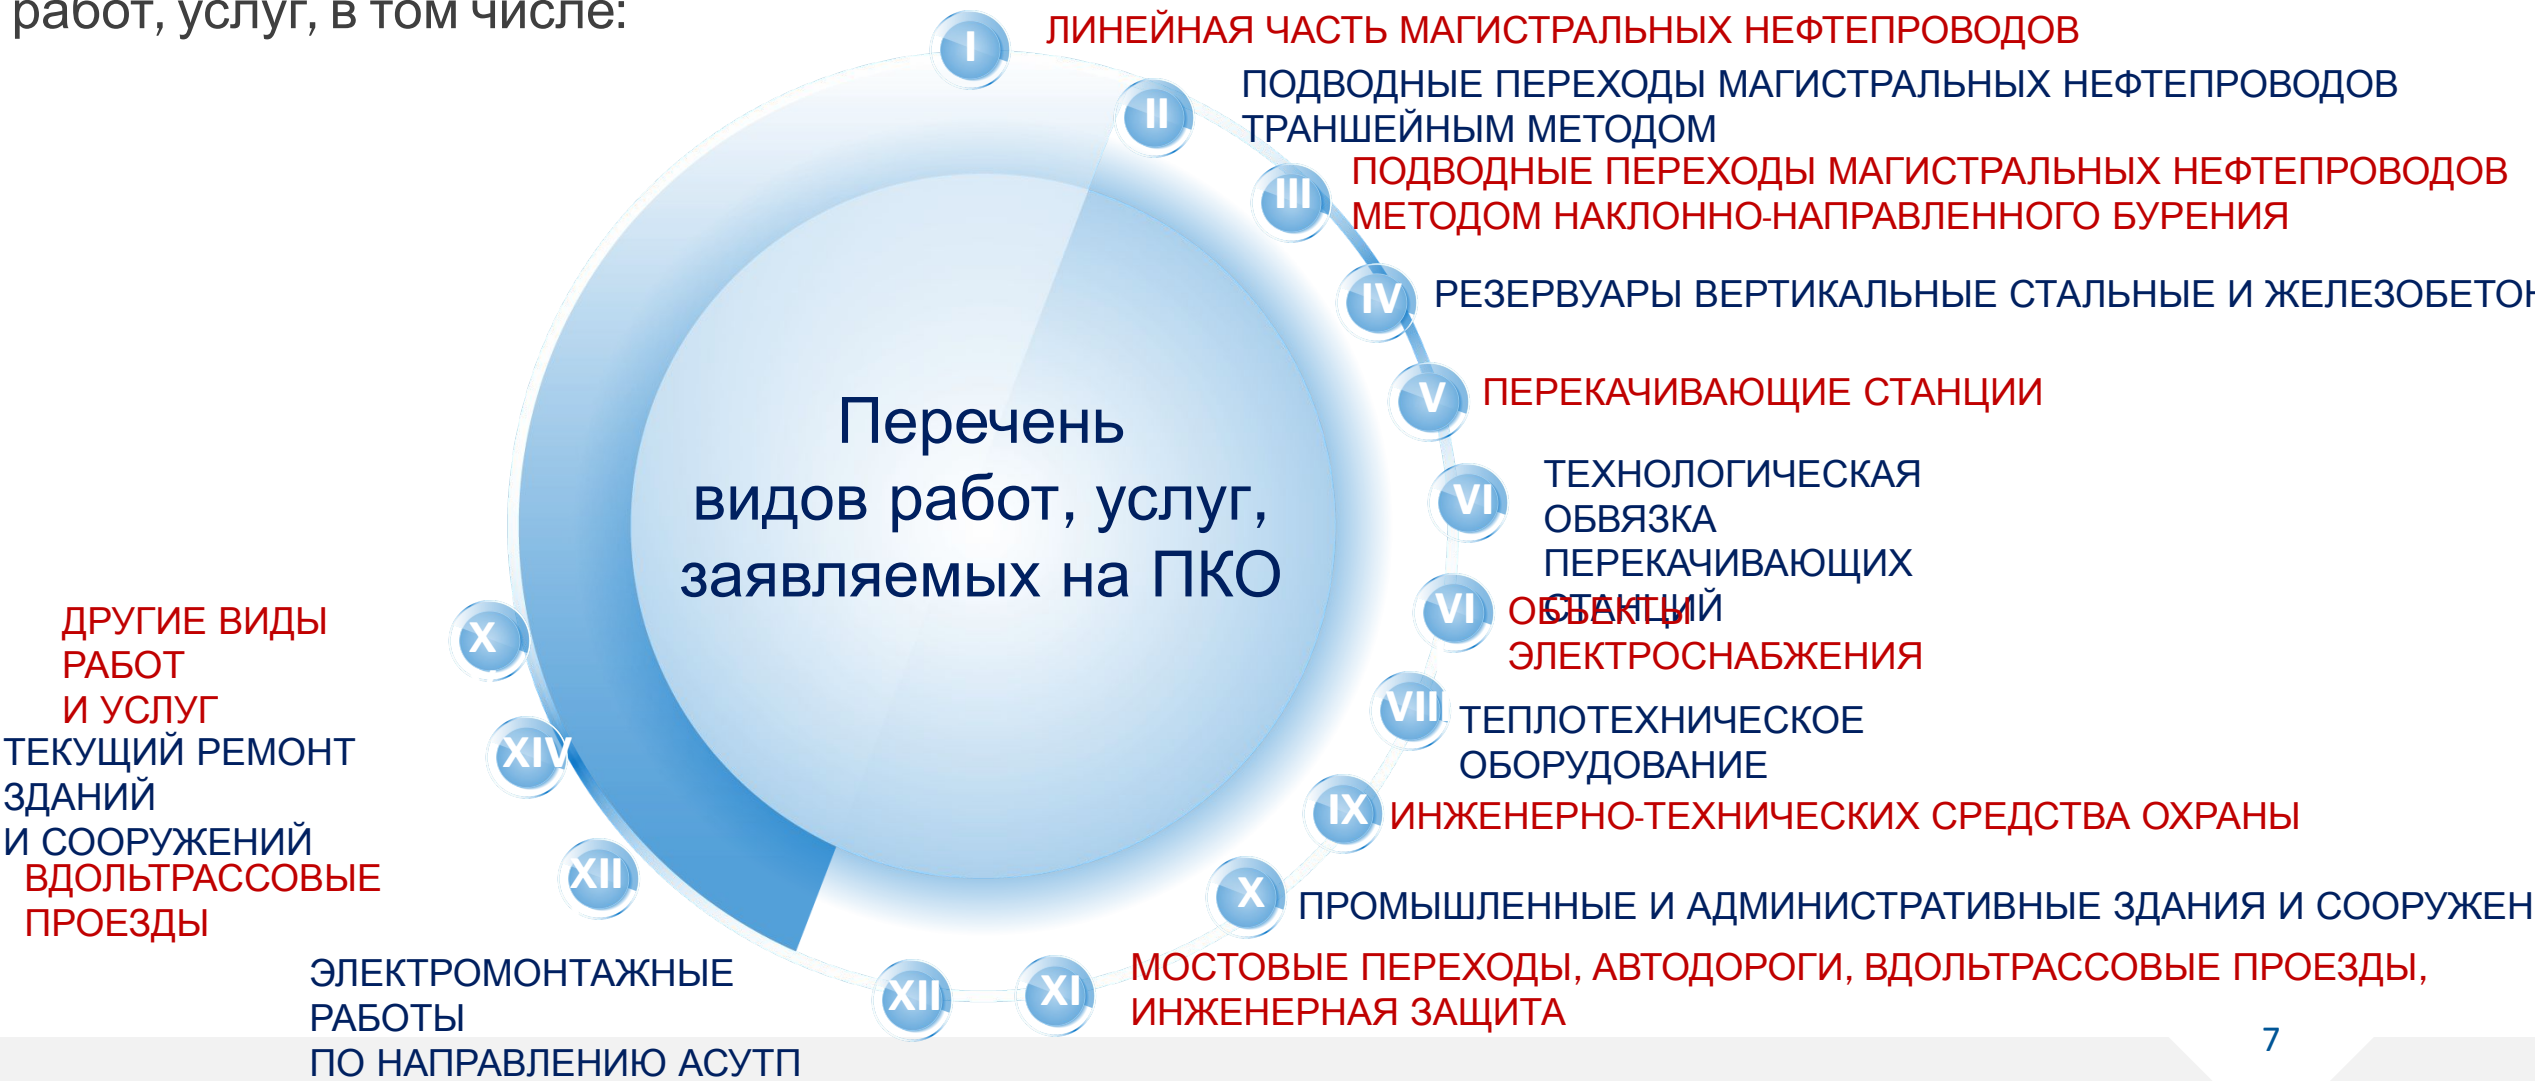 работ, услуг, в том числе:
I
ЛИНЕЙНАЯ ЧАСТЬ МАГИСТРАЛЬНЫХ НЕФТЕПРОВОДОВ
II
ПОДВОДНЫЕ ПЕРЕХОДЫ МАГИСТРАЛЬНЫХ НЕФТЕПРОВОДОВ
ТРАНШЕЙНЫМ МЕТОДОМ
III
ПОДВОДНЫЕ ПЕРЕХОДЫ МАГИСТРАЛЬНЫХ НЕФТЕПРОВОДОВ
МЕТОДОМ НАКЛОННО-НАПРАВЛЕННОГО БУРЕНИЯ
IV
РЕЗЕРВУАРЫ ВЕРТИКАЛЬНЫЕ СТАЛЬНЫЕ И ЖЕЛЕЗОБЕТОН
V
ПЕРЕКАЧИВАЮЩИЕ СТАНЦИИ
Перечень
видов работ, услуг,
заявляемых на ПКО
VI
ТЕХНОЛОГИЧЕСКАЯ
ОБВЯЗКА
ПЕРЕКАЧИВАЮЩИХ
СТАНЦИЙ
VI
ОБЪЕКТЫ
ЭЛЕКТРОСНАБЖЕНИЯ
VIII
ТЕПЛОТЕХНИЧЕСКОЕ
ОБОРУДОВАНИЕ
IX
ИНЖЕНЕРНО-ТЕХНИЧЕСКИХ СРЕДСТВА ОХРАНЫ
X
ПРОМЫШЛЕННЫЕ И АДМИНИСТРАТИВНЫЕ ЗДАНИЯ И СООРУЖЕН
XI
МОСТОВЫЕ ПЕРЕХОДЫ, АВТОДОРОГИ, ВДОЛЬТРАССОВЫЕ ПРОЕЗДЫ,
ИНЖЕНЕРНАЯ ЗАЩИТА
XII
ЭЛЕКТРОМОНТАЖНЫЕ
РАБОТЫ
ПО НАПРАВЛЕНИЮ АСУТП
XII
ВДОЛЬТРАССОВЫЕ
ПРОЕЗДЫ
XIV
ТЕКУЩИЙ РЕМОНТ
ЗДАНИЙ
И СООРУЖЕНИЙ
X
ДРУГИЕ ВИДЫ
РАБОТ
И УСЛУГ
7